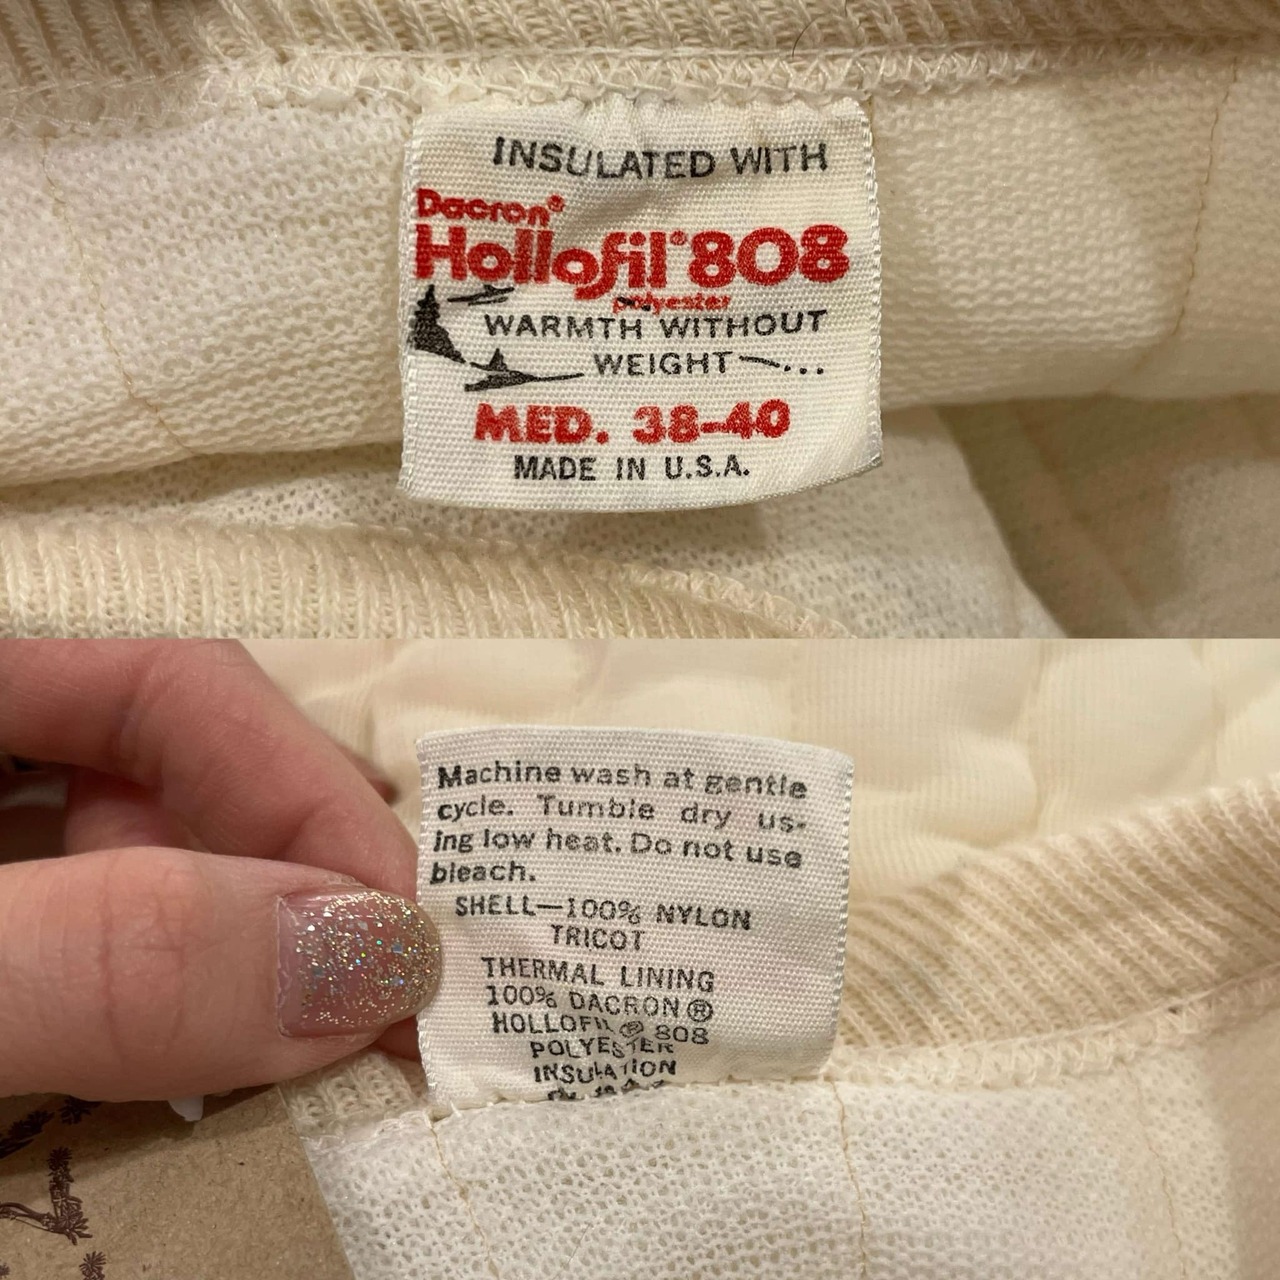 INSULATED WITH
Dacron®
Hollofil® 808
polyester
WARMTH WITHOUT
WEIGHT
MED. 38-40
MADE IN U.S.A.
Machine wash at gentle
cycle. Tumble dry us-
ing low heat. Do not use
bleach.
SHELL—100% NYLON
TRICOT
THERMAL LINING
100% DACRON®
HOLLOFIL® 808
POLYESTER
INSULATION